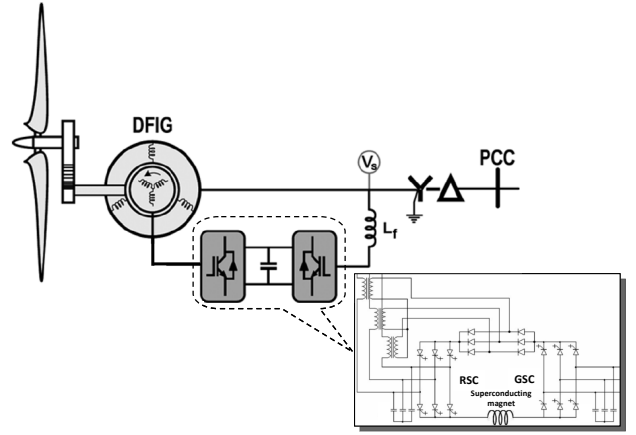 DFIG
Vs
PCC
Lf
RSC
GSC
Superconducting
magnet